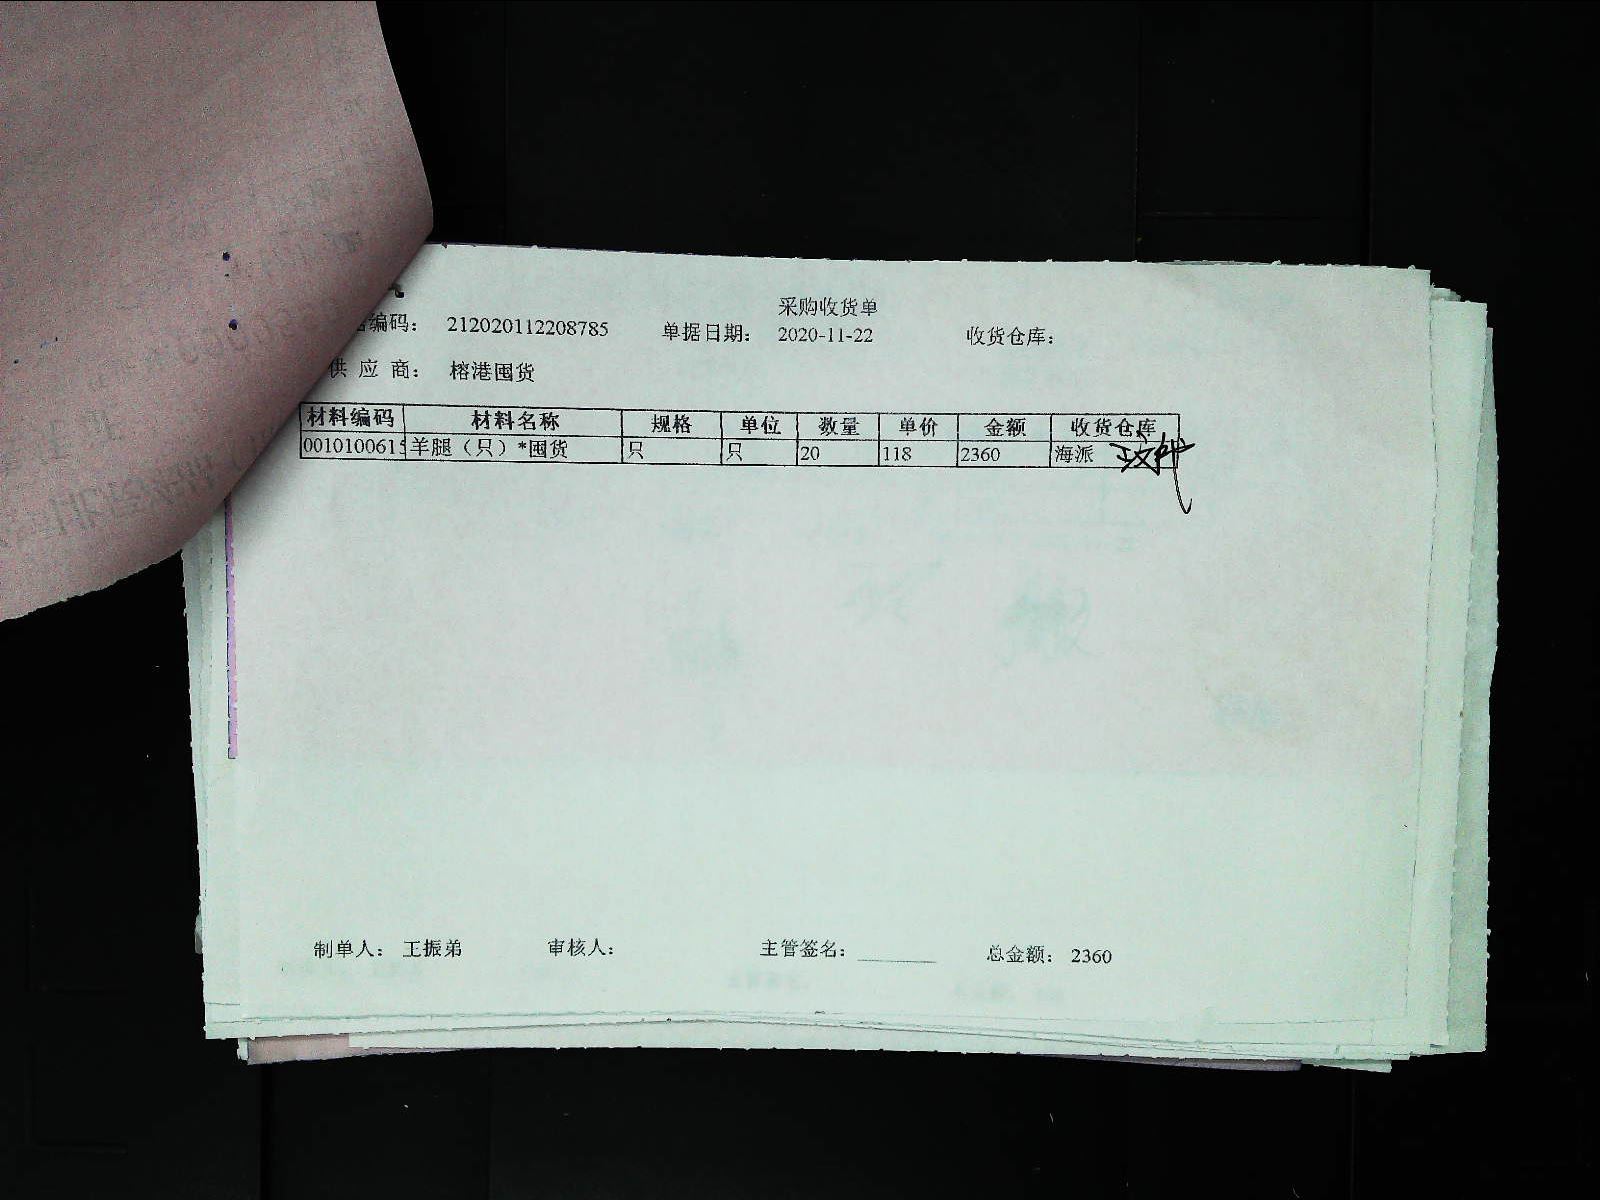 采购收货单
编码： 212020112208785 单据日期： 2020-11-22 收货仓库：
供 应 商： 榕港囤货
材料编码 材料名称 规格 单位 数量 单价 金额 收货仓库
0010100615 羊腿（只）*囤货 只 只 20 118 2360 海派
制单人： 王振弟 审核人： 主管签名： 总金额： 2360